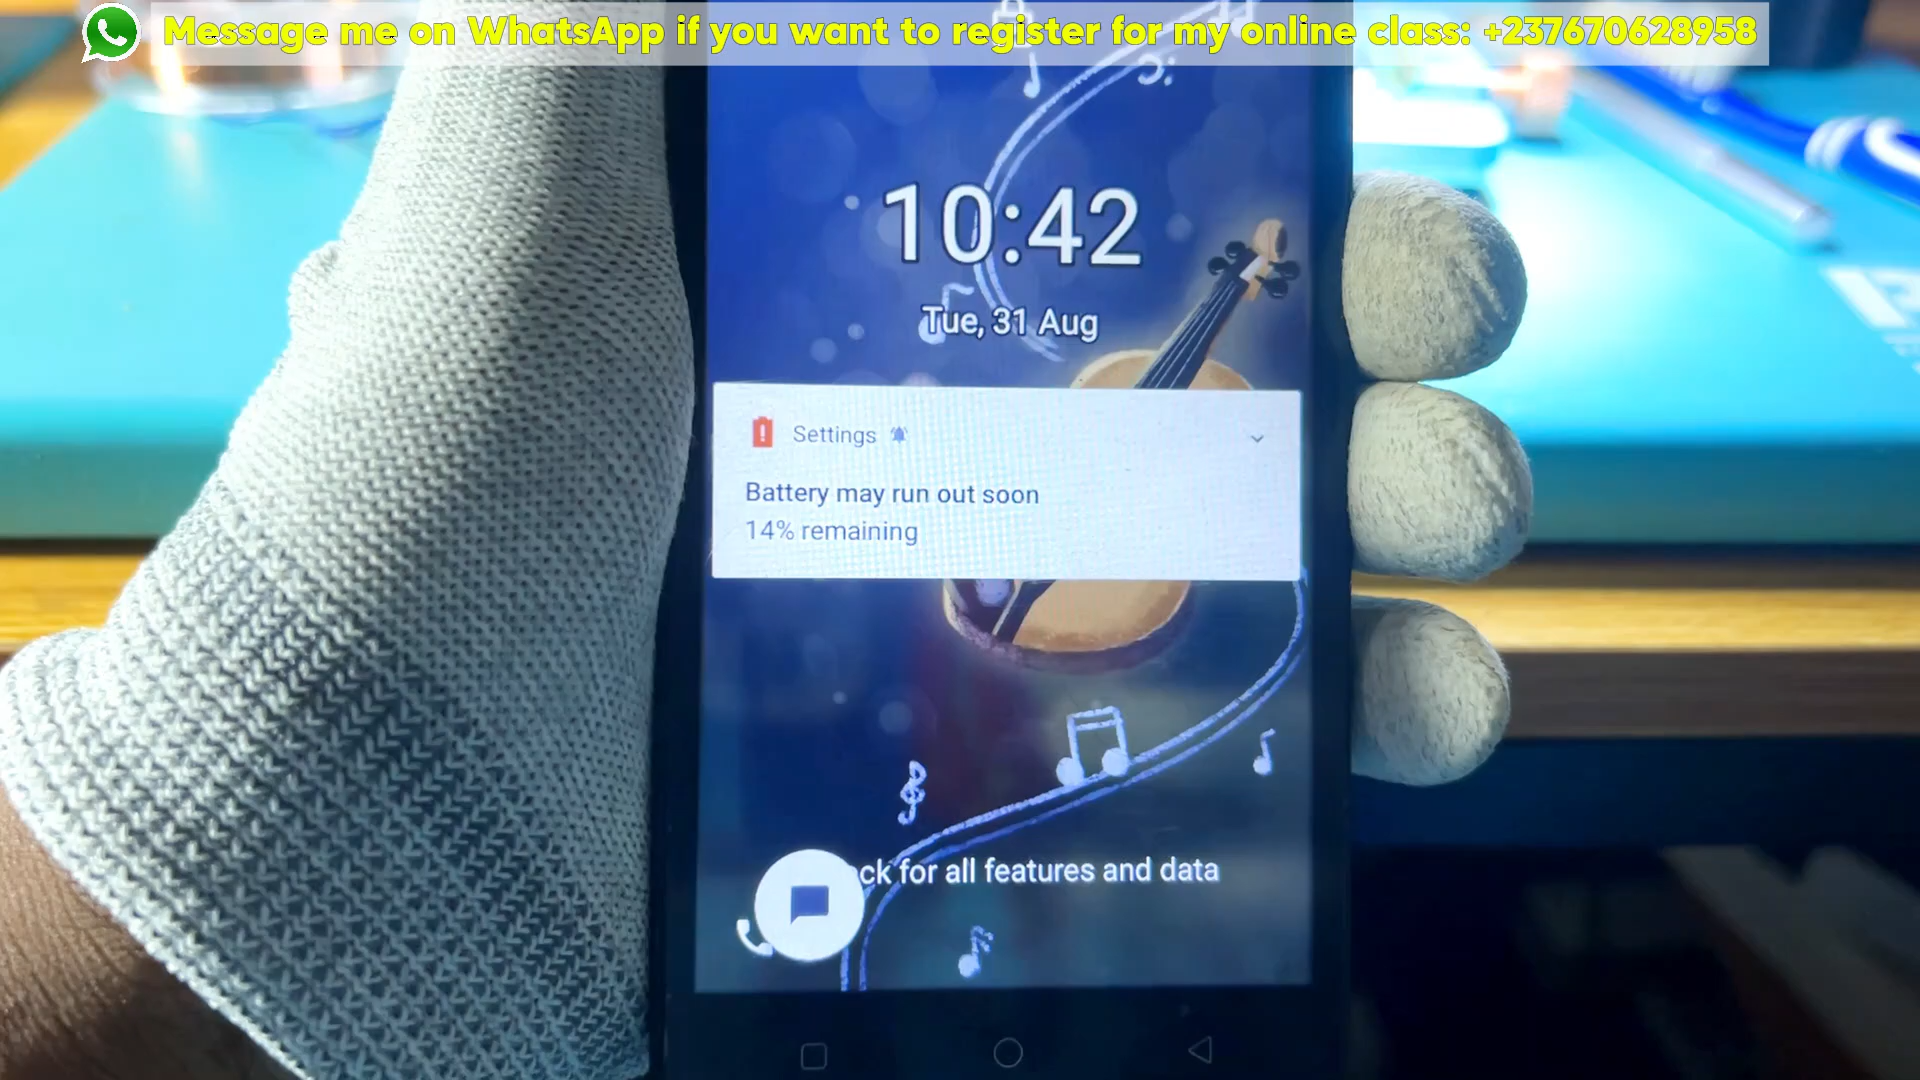 Message me on WhatsApp if you want to register for my online class: +237670628958
10:42
Tue, 31 Aug
Settings
Battery may run out soon
14% remaining
ck for all features and data